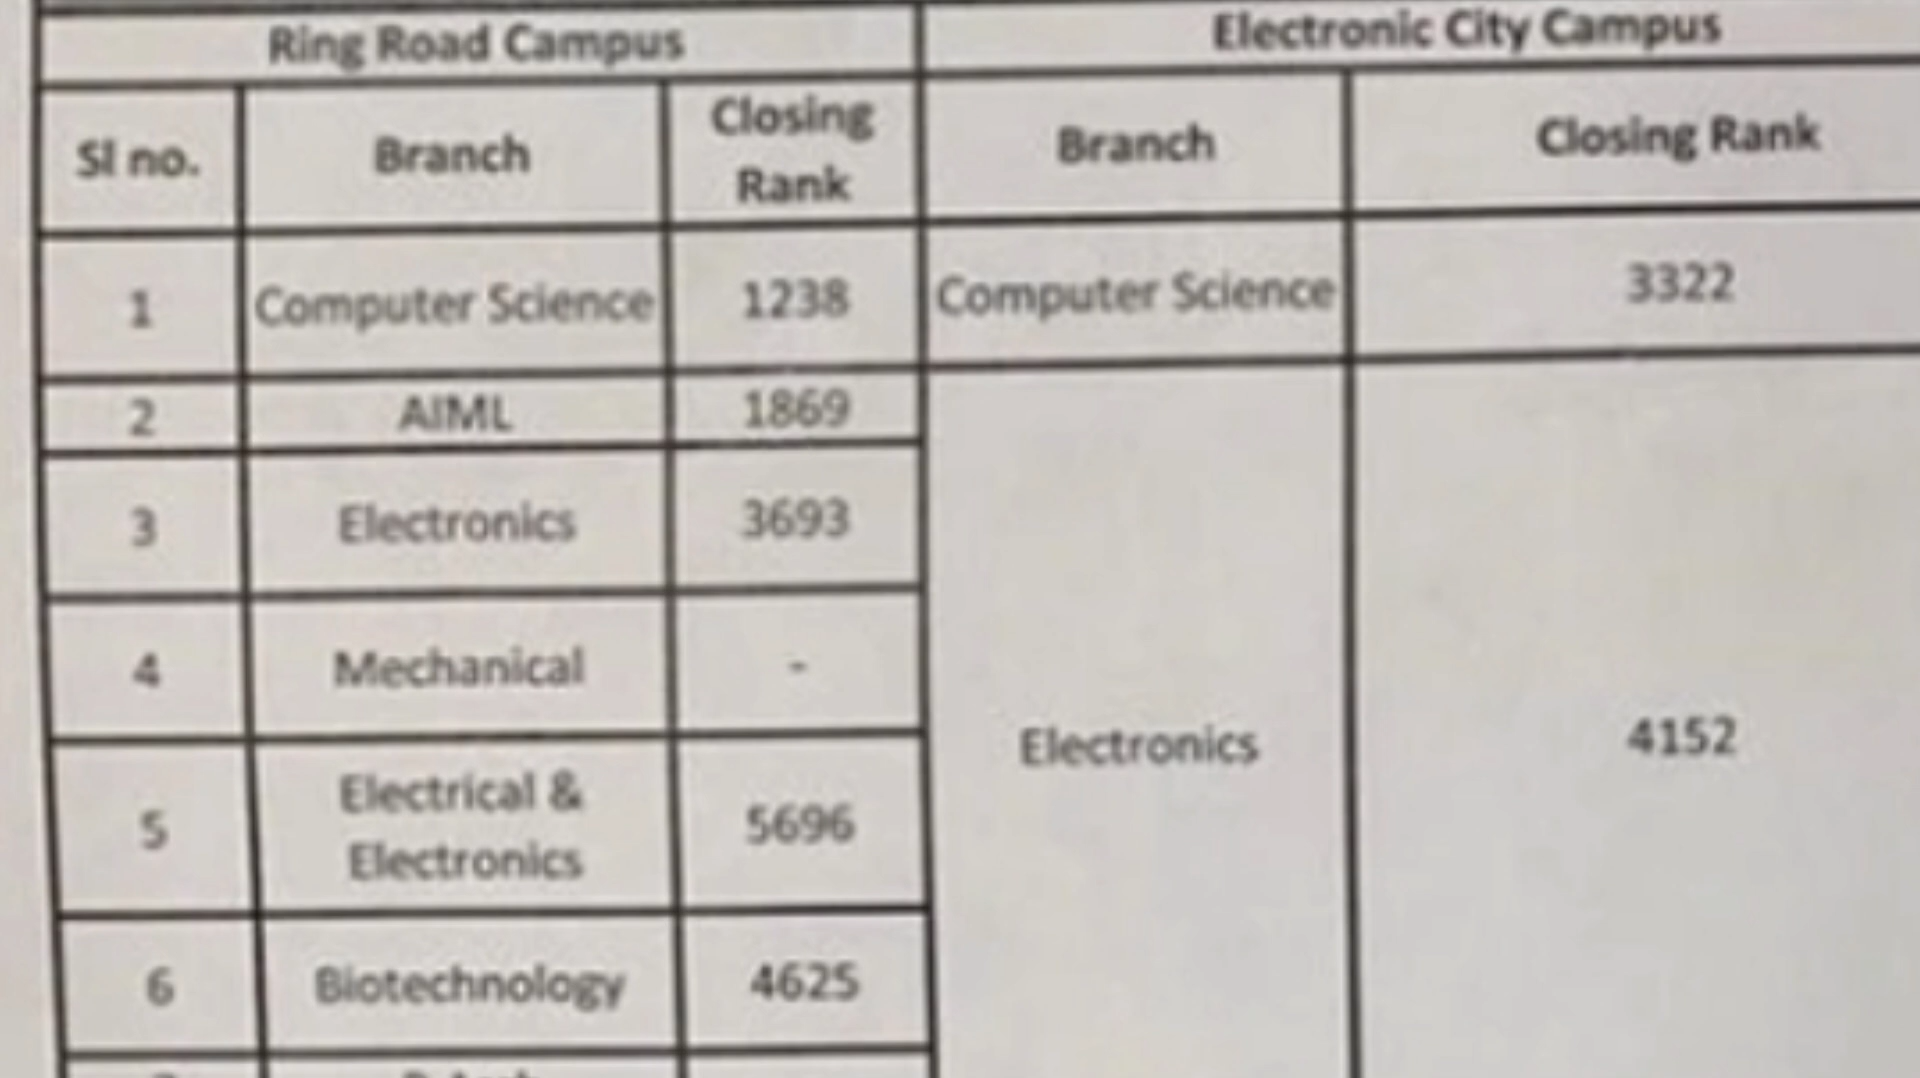 Ring Road Campus Electronic City Campus
Sl no. Branch Closing Rank Branch Closing Rank
1 Computer Science 1238 Computer Science 3322
2 AIML 1869
3 Electronics 3693
4 Mechanical -
Electronics 4152
5 Electrical & Electronics 5696
6 Biotechnology 4625